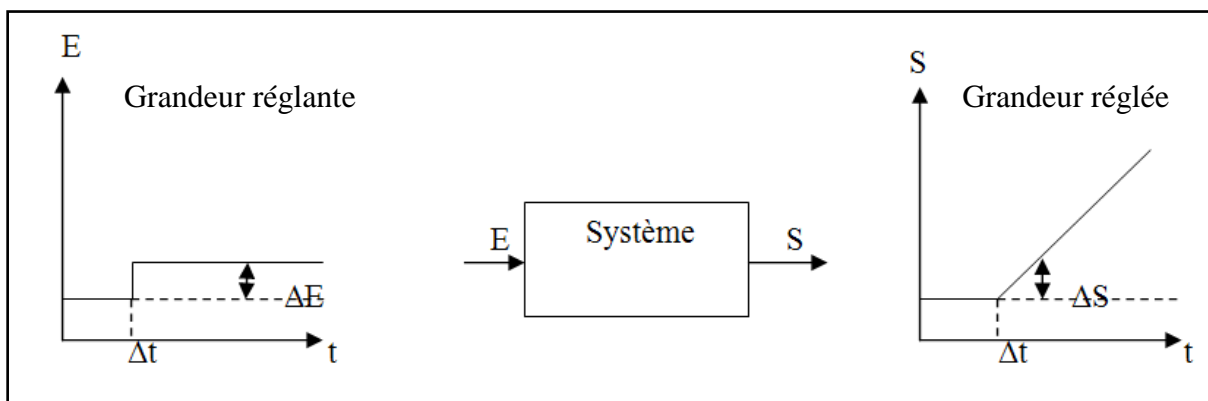 E
Grandeur réglante
ΔE
Δt
t
E
Système
S
S
Grandeur réglée
ΔS
Δt
t